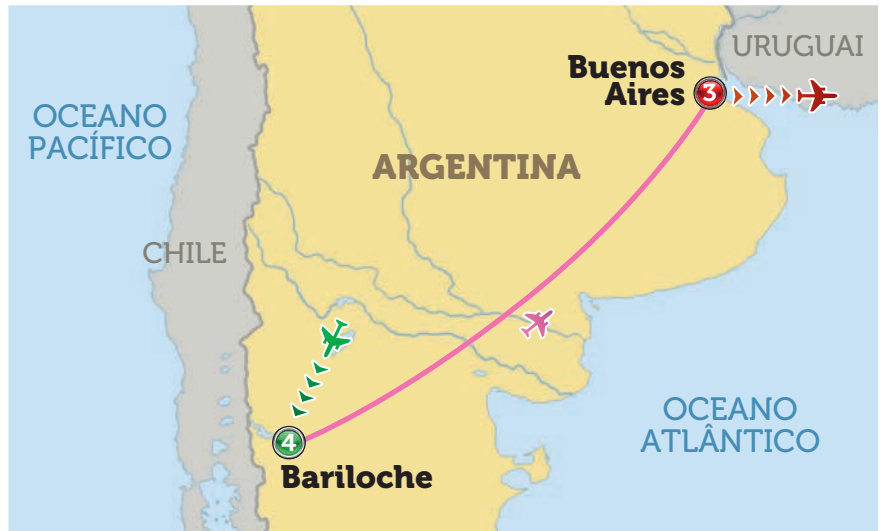 URUGUAI
Buenos
Aires
3
OCEANO
PACÍFICO
ARGENTINA
CHILE
OCEANO
ATLÂNTICO
4
Bariloche